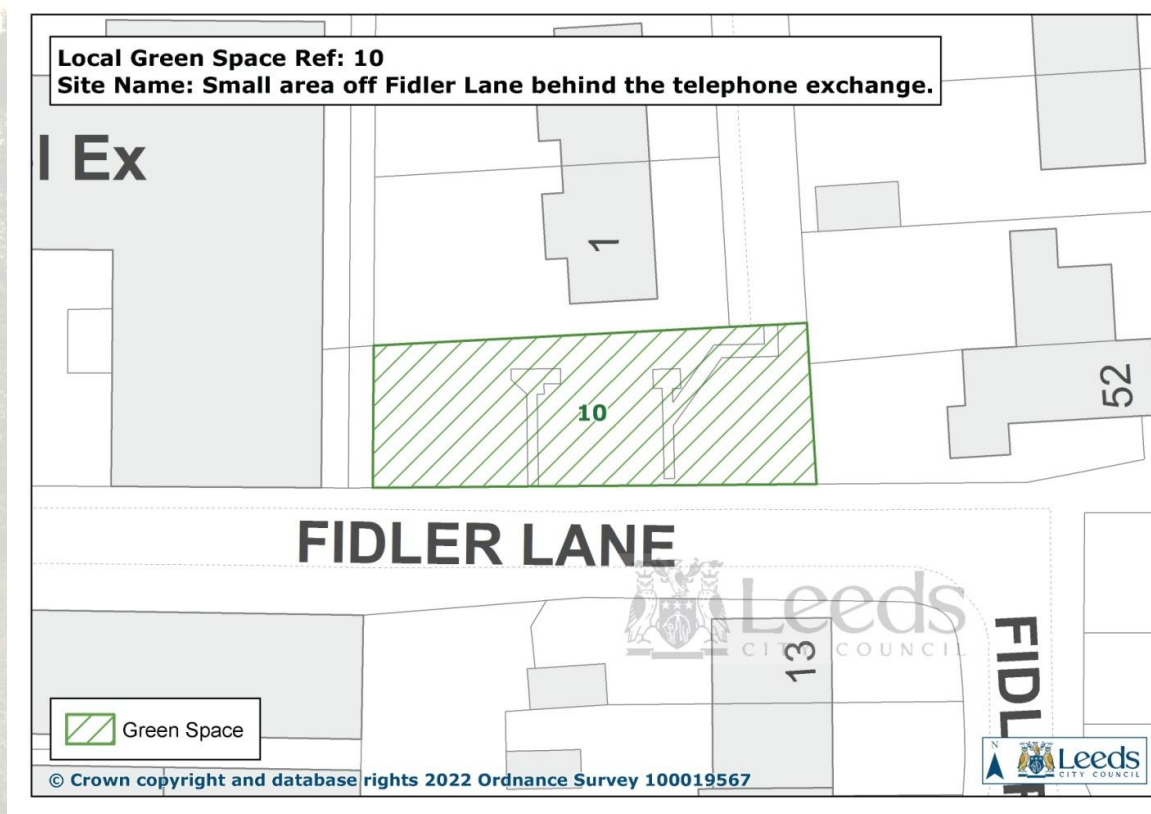 Local Green Space Ref: 10
Site Name: Small area off Fidler Lane behind the telephone exchange.
l Ex
1
10
52
FIDLER LANE
Leeds
CITY COUNCIL
13
FIDL
Green Space
N
Leeds
CITY COUNCIL
© Crown copyright and database rights 2022 Ordnance Survey 100019567